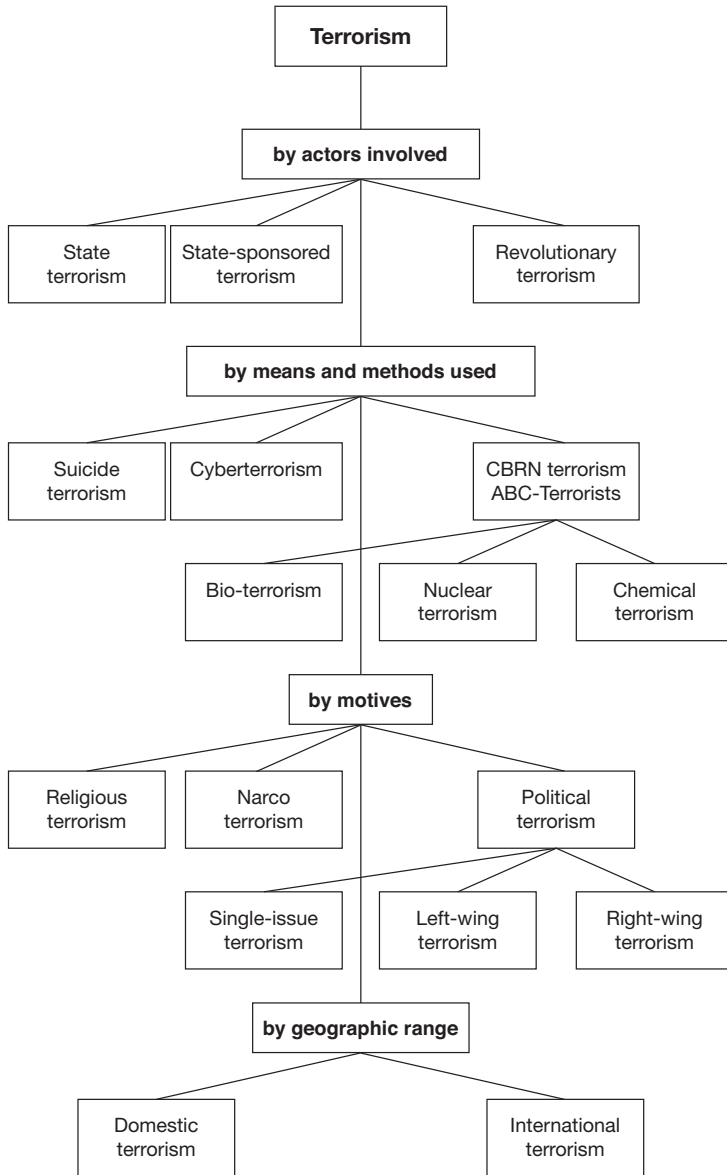 Terrorism
by actors involved
State
terrorism
State-sponsored
terrorism
Revolutionary
terrorism
by means and methods used
Suicide
terrorism
Cyberterrorism
CBRN terrorism
ABC-Terrorists
Bio-terrorism
Nuclear
terrorism
Chemical
terrorism
by motives
Religious
terrorism
Narco
terrorism
Political
terrorism
Single-issue
terrorism
Left-wing
terrorism
Right-wing
terrorism
by geographic range
Domestic
terrorism
International
terrorism